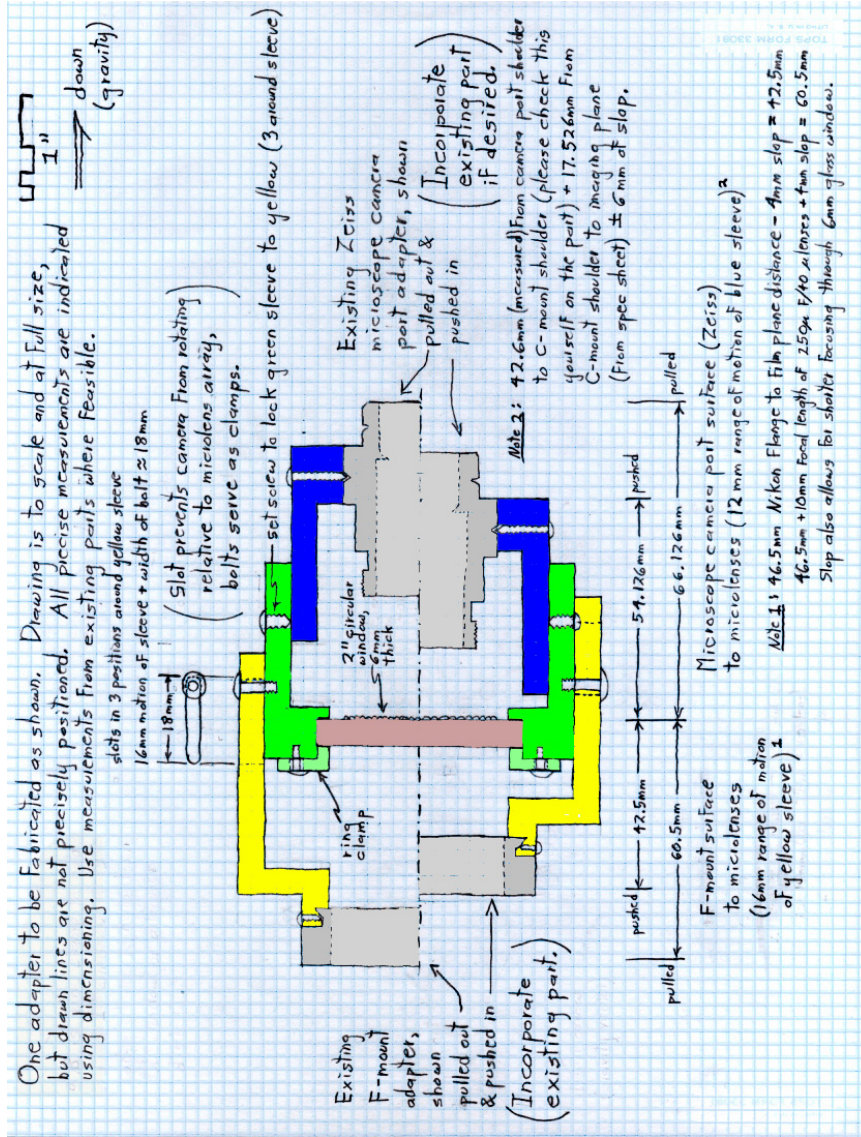 One adapter to be fabricated as shown. Drawing is to scale and at full size,
but drawn lines are not precisely positioned. All precise measurements are indicated
using dimensioning. Use measurements from existing parts where feasible.
1"
down
(gravity)
slots in 3 positions around yellow sleeve
16mm motion of sleeve + width of bolt ≈ 18mm
18mm
(Slot prevents camera from rotating
relative to microlens array,
bolts serve as clamps.)
set screw to lock green sleeve to yellow (3 around sleeve)
ring
clamp
2" circular
window,
6mm
thick
Existing Zeiss
microscope camera
port adapter, shown
pulled out &
pushed in
(Incorporate
existing part
if desired.)
Existing
F-mount
adapter,
shown
pulled out
& pushed in
(Incorporate
existing part.)
Note 2: 42.6mm (measured) from camera port shoulder
to C-mount shoulder (please check this
yourself on the part) + 17.526mm from
C-mount shoulder to imaging plane
(from spec sheet) ± 6mm of slop.
pushed
42.5mm
54.126mm
pushed
pulled
60.5mm
66.126mm
pulled
F-mount surface
to microlenses
(16mm range of motion
of yellow sleeve)1
Microscope camera port surface (Zeiss)
to microlenses (12mm range of motion of blue sleeve)2
Note 1: 46.5mm Nikon Flange to Film plane distance - 4mm slop = 42.5mm
46.5mm + 10mm focal length of 250μ F/40 μlenses + 4mm slop = 60.5mm
Slop also allows for shorter focusing through 6mm glass window.
TOPS FORM 3308